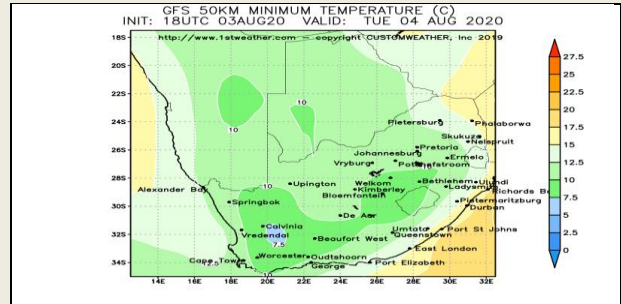 GFS 50KM MINIMUM TEMPERATURE (C)
INIT: 18UTC 03AUG20 VALID: TUE 04 AUG 2020
http://www.1stweather.com copyright CUSTOMWEATHER, Inc 2019
18S
20S
22S
24S
26S
28S
30S
32S
34S
10
10
Pietersburg
Phalaborwa
Skukuza
Nelspruit
Pretoria
Johannesburg
Ermelo
Vryburg
Potchefstroom
10
Welkom
Bethlehem
Ulundi
Alexander Bay
10
Upington
Kimberley
Ladysmith
Richards B
Bloemfontein
Springbok
Pietermaritzburg
Durban
De Aar
Calvinia
Vredendal
7.5
Beaufort West
Umtata
Port St Johns
Queenstown
East London
Cape Town
12.5
Worcester
Oudtshoorn
George
Port Elizabeth
10
14E 16E 18E 20E 22E 24E 26E 28E 30E 32E
27.5
25
22.5
20
17.5
15
12.5
10
7.5
5
2.5
0